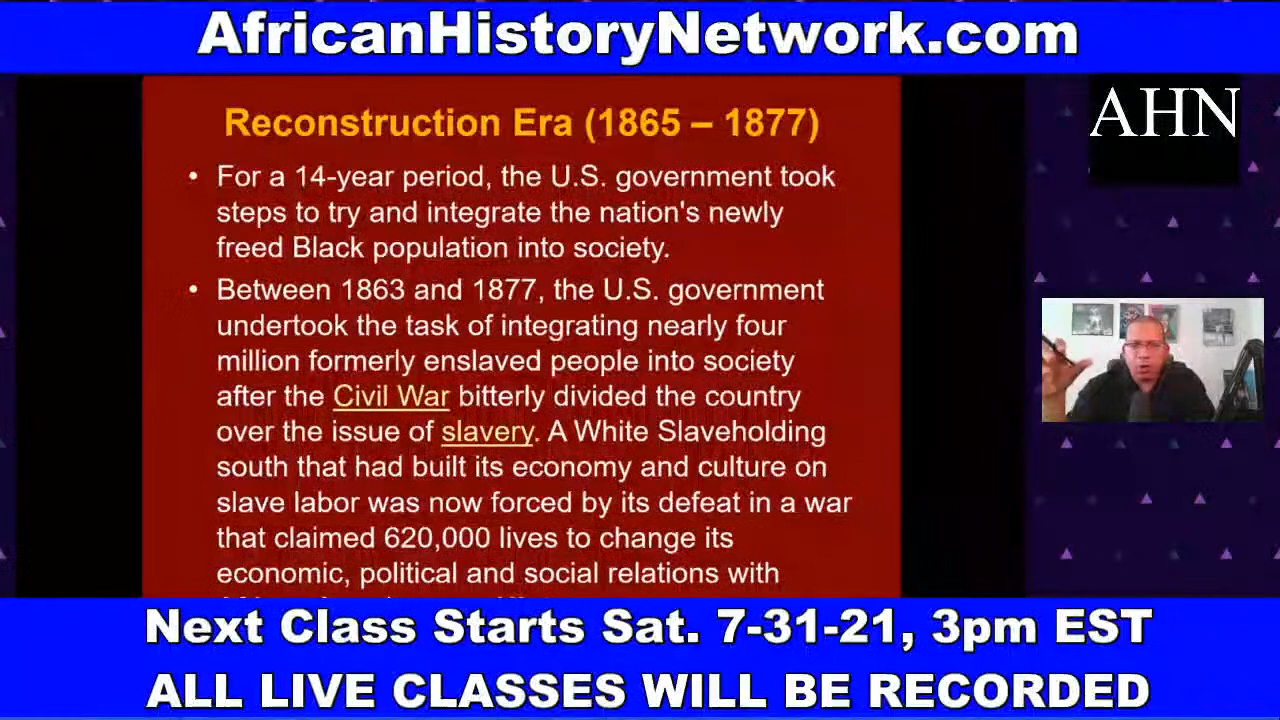 AfricanHistoryNetwork.com
AHN
Reconstruction Era (1865 – 1877)
• For a 14-year period, the U.S. government took
steps to try and integrate the nation's newly
freed Black population into society.
• Between 1863 and 1877, the U.S. government
undertook the task of integrating nearly four
million formerly enslaved people into society
after the Civil War bitterly divided the country
over the issue of slavery. A White Slaveholding
south that had built its economy and culture on
slave labor was now forced by its defeat in a war
that claimed 620,000 lives to change its
economic, political and social relations with
Next Class Starts Sat. 7-31-21, 3pm EST
ALL LIVE CLASSES WILL BE RECORDED